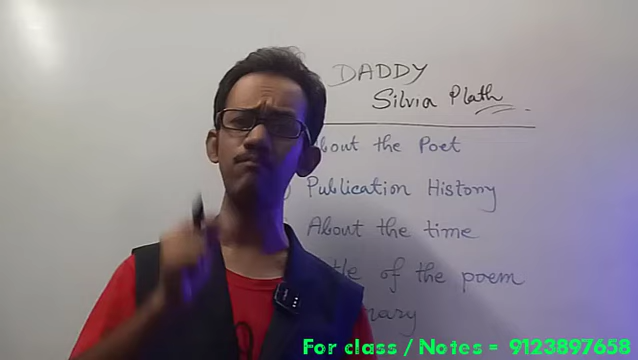 DADDY
Silvia Plath
About the Poet
Publication History
About the time
of the poem
For class / Notes = 9123897658